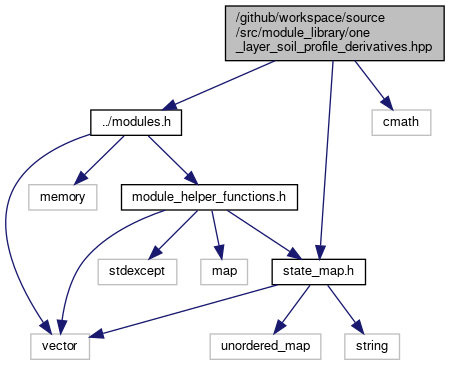 /github/workspace/source
/src/module_library/one
_layer_soil_profile_derivatives.hpp
../modules.h
cmath
memory
module_helper_functions.h
stdexcept
map
state_map.h
vector
unordered_map
string